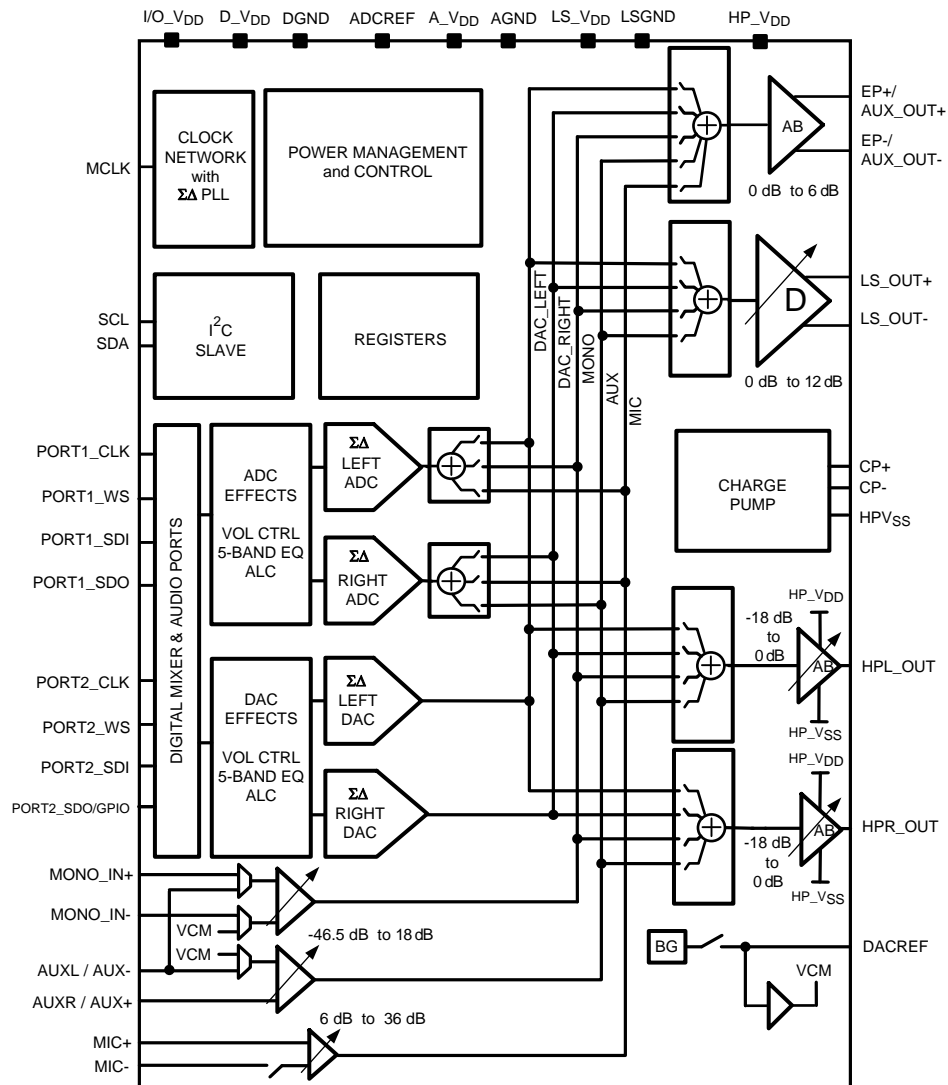 I/O_VDD D_VDD DGND ADCREF A_VDD AGND LS_VDD LSGND HP_VDD
MCLK
CLOCK
NETWORK
with
ΣΔ PLL
POWER MANAGEMENT
and CONTROL
AB
EP+/
AUX_OUT+
EP-/
AUX_OUT-
0 dB to 6 dB
SCL
SDA
I2C
SLAVE
REGISTERS
DAC_LEFT
DAC_RIGHT
MONO
AUX
MIC
D
LS_OUT+
LS_OUT-
0 dB to 12 dB
PORT1_CLK
PORT1_WS
PORT1_SDI
PORT1_SDO
PORT2_CLK
PORT2_WS
PORT2_SDI
PORT2_SDO/GPIO
DIGITAL MIXER & AUDIO PORTS
ADC
EFFECTS
VOL CTRL
5-BAND EQ
ALC
ΣΔ
LEFT
ADC
ΣΔ
RIGHT
ADC
CHARGE
PUMP
CP+
CP-
HPVSS
DAC
EFFECTS
VOL CTRL
5-BAND EQ
ALC
ΣΔ
LEFT
DAC
ΣΔ
RIGHT
DAC
-18 dB
to
0 dB
HP_VDD
AB
HP_VSS
HPL_OUT
HP_VDD
-18 dB
to
0 dB
AB
HP_VSS
HPR_OUT
MONO_IN+
MONO_IN-
VCM
VCM
-46.5 dB to 18 dB
AUXL / AUX-
AUXR / AUX+
6 dB to 36 dB
MIC+
MIC-
BG
DACREF
VCM